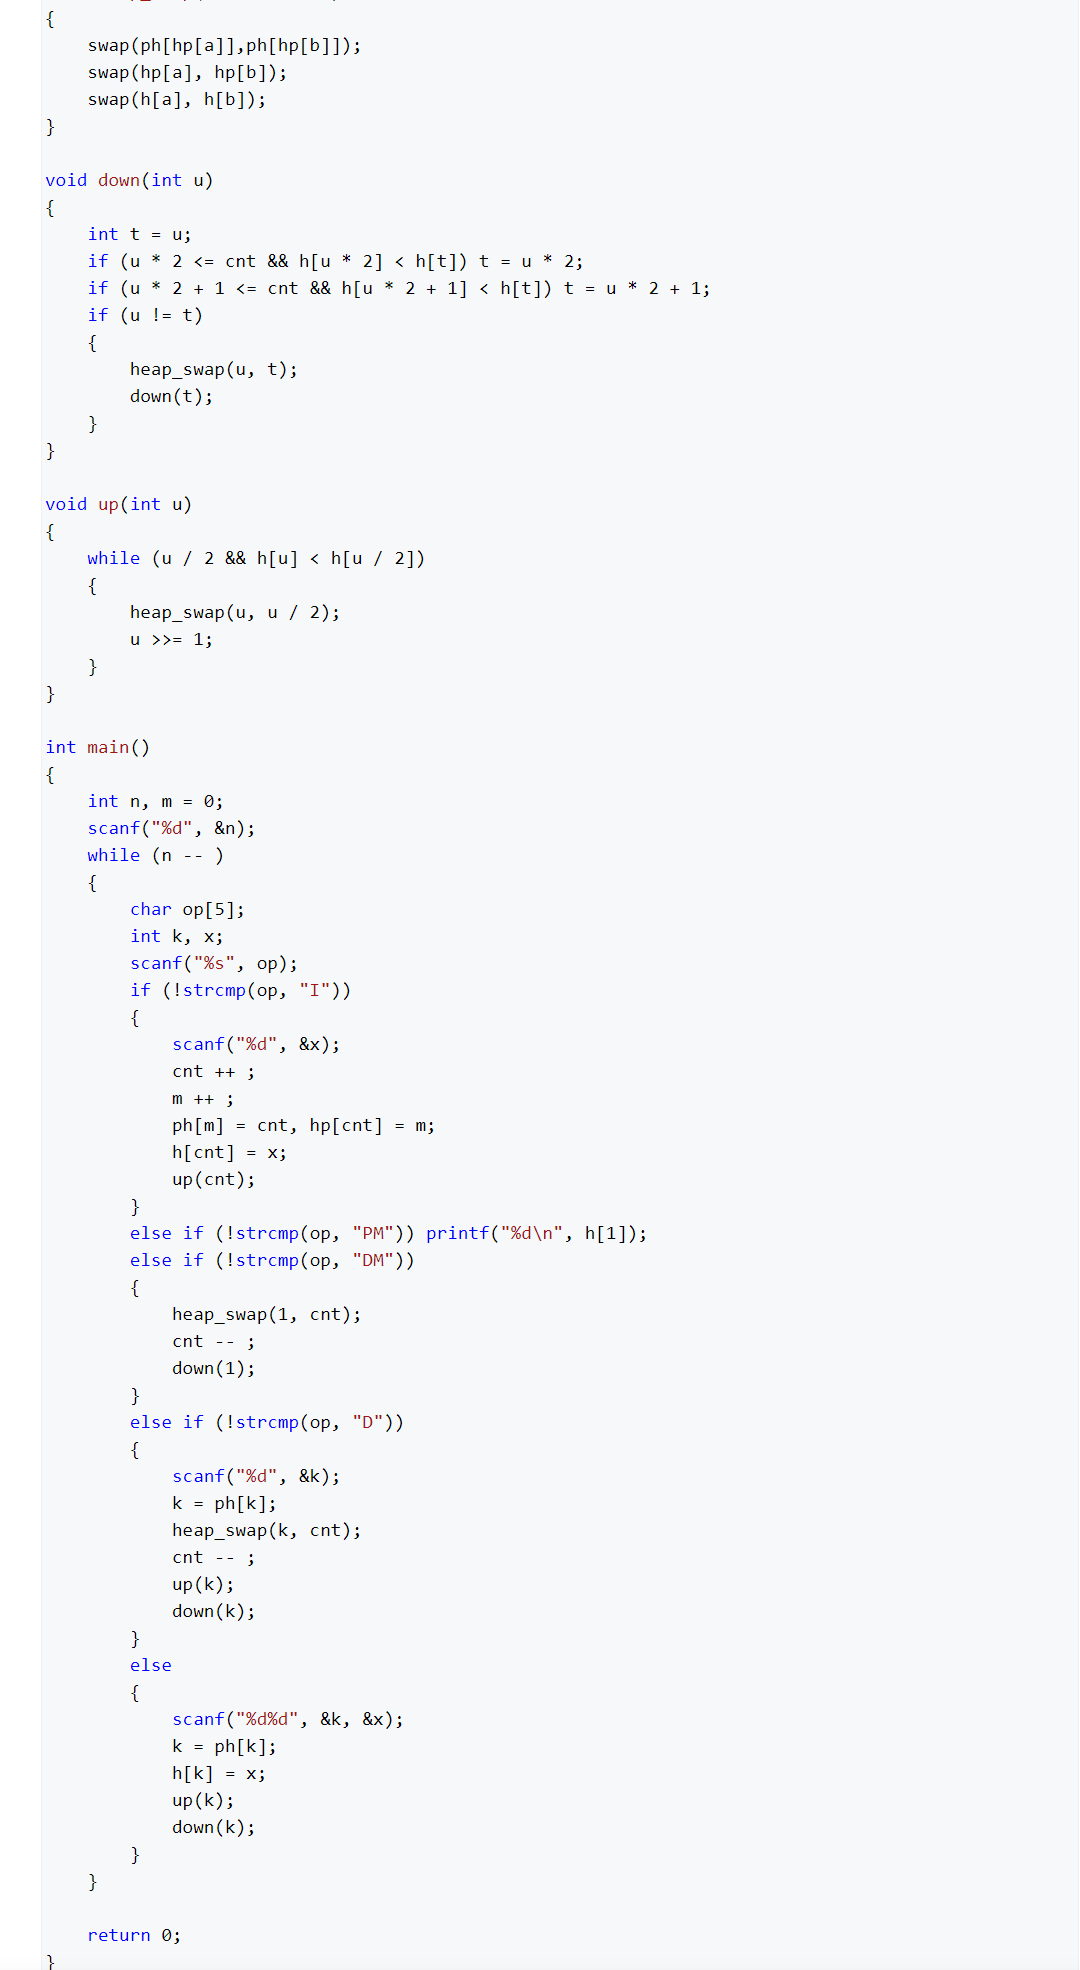 {
    swap(ph[hp[a]],ph[hp[b]]);
    swap(hp[a], hp[b]);
    swap(h[a], h[b]);
}

void down(int u)
{
    int t = u;
    if (u * 2 <= cnt && h[u * 2] < h[t]) t = u * 2;
    if (u * 2 + 1 <= cnt && h[u * 2 + 1] < h[t]) t = u * 2 + 1;
    if (u != t)
    {
        heap_swap(u, t);
        down(t);
    }
}

void up(int u)
{
    while (u / 2 && h[u] < h[u / 2])
    {
        heap_swap(u, u / 2);
        u >>= 1;
    }
}

int main()
{
    int n, m = 0;
    scanf("%d", &n);
    while (n -- )
    {
        char op[5];
        int k, x;
        scanf("%s", op);
        if (!strcmp(op, "I"))
        {
            scanf("%d", &x);
            cnt ++ ;
            m ++ ;
            ph[m] = cnt, hp[cnt] = m;
            h[cnt] = x;
            up(cnt);
        }
        else if (!strcmp(op, "PM")) printf("%d\n", h[1]);
        else if (!strcmp(op, "DM"))
        {
            heap_swap(1, cnt);
            cnt -- ;
            down(1);
        }
        else if (!strcmp(op, "D"))
        {
            scanf("%d", &k);
            k = ph[k];
            heap_swap(k, cnt);
            cnt -- ;
            up(k);
            down(k);
        }
        else
        {
            scanf("%d%d", &k, &x);
            k = ph[k];
            h[k] = x;
            up(k);
            down(k);
        }
    }

    return 0;
}